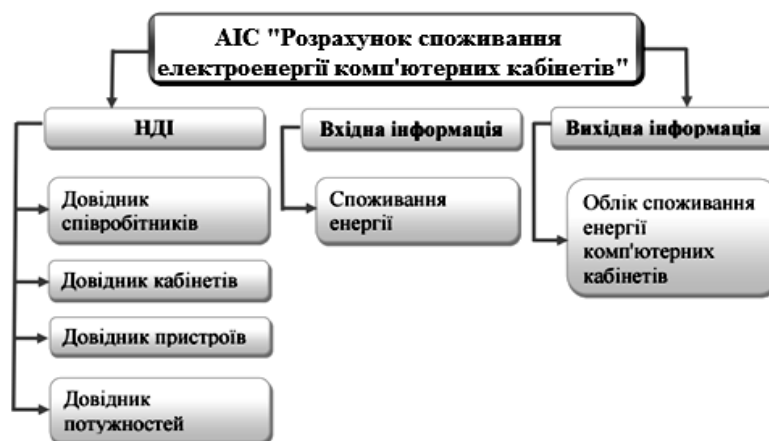 АІС "Розрахунок споживання
електроенергії комп'ютерних кабінетів"
НДІ
Вхідна інформація
Вихідна інформація
Довідник
співробітників
Довідник кабінетів
Довідник пристроїв
Довідник
потужностей
Споживання
енергії
Облік споживання
енергії
комп'ютерних
кабінетів